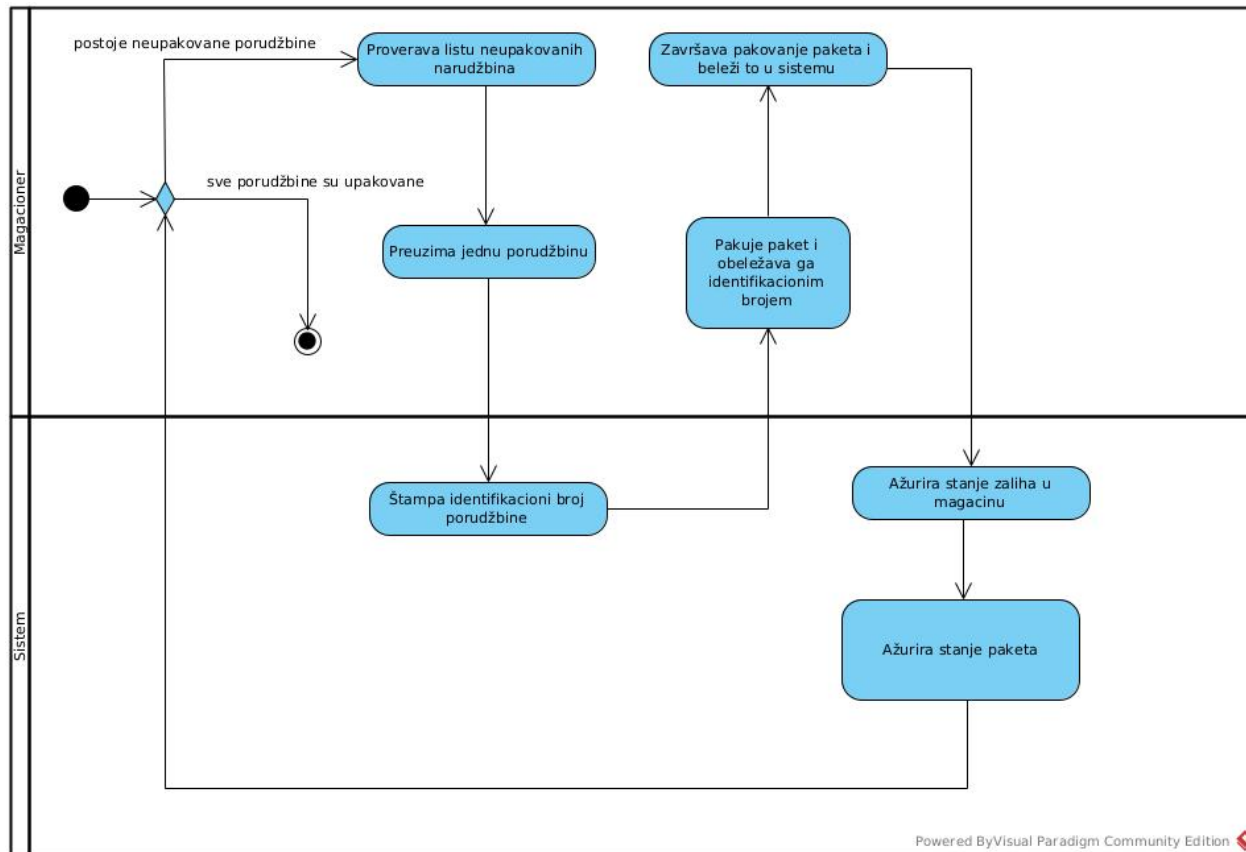 Magacioner
postoje neupakovane porudžbine
Proverava listu neupakovanih
narudžbina
Završava pakovanje paketa i
beleži to u sistemu
sve porudžbine su upakovane
Preuzima jednu porudžbinu
Pakuje paket i
obeležava ga
identifikacionim
brojem
Sistem
Štampa identifikacioni broj
porudžbine
Ažurira stanje zaliha u
magacinu
Ažurira stanje paketa
Powered ByVisual Paradigm Community Edition